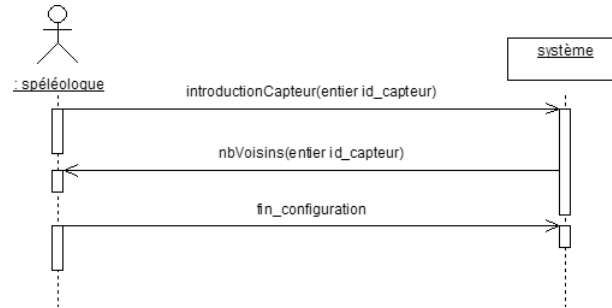 système
: spéléologue
introductionCapteur(entier id_capteur)
nbVoisins(entier id_capteur)
fin_configuration